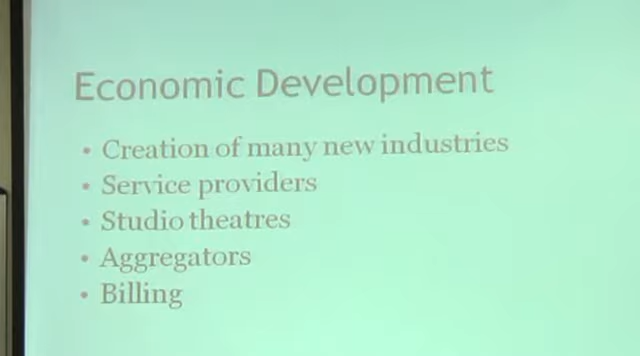 Economic Development
• Creation of many new industries
• Service providers
• Studio theatres
• Aggregators
• Billing